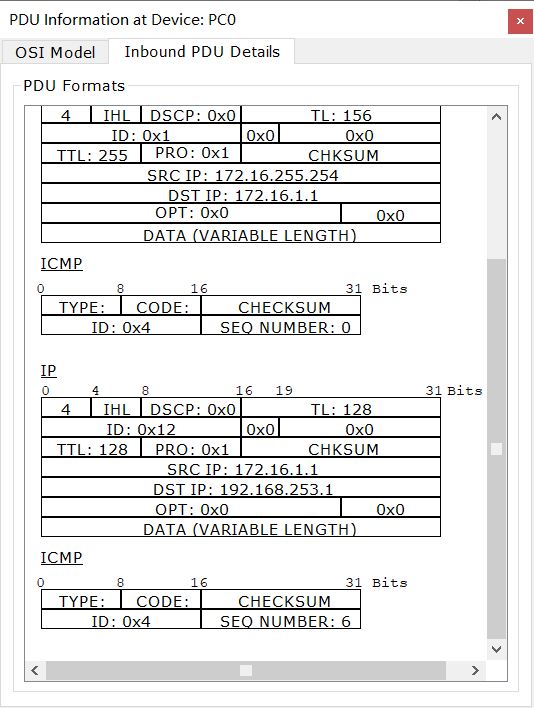 PDU Information at Device: PC0
×
OSI Model Inbound PDU Details
PDU Formats
4 IHL DSCP: 0x0 TL: 156
ID: 0x1 0x0 0x0
TTL: 255 PRO: 0x1 CHKSUM
SRC IP: 172.16.255.254
DST IP: 172.16.1.1
OPT: 0x0 0x0
DATA (VARIABLE LENGTH)
ICMP
0 8 16 31 Bits
TYPE: CODE: CHECKSUM
ID: 0x4 SEQ NUMBER: 0
IP
0 4 8 16 19 31 Bits
4 IHL DSCP: 0x0 TL: 128
ID: 0x12 0x0 0x0
TTL: 128 PRO: 0x1 CHKSUM
SRC IP: 172.16.1.1
DST IP: 192.168.253.1
OPT: 0x0 0x0
DATA (VARIABLE LENGTH)
ICMP
0 8 16 31 Bits
TYPE: CODE: CHECKSUM
ID: 0x4 SEQ NUMBER: 6